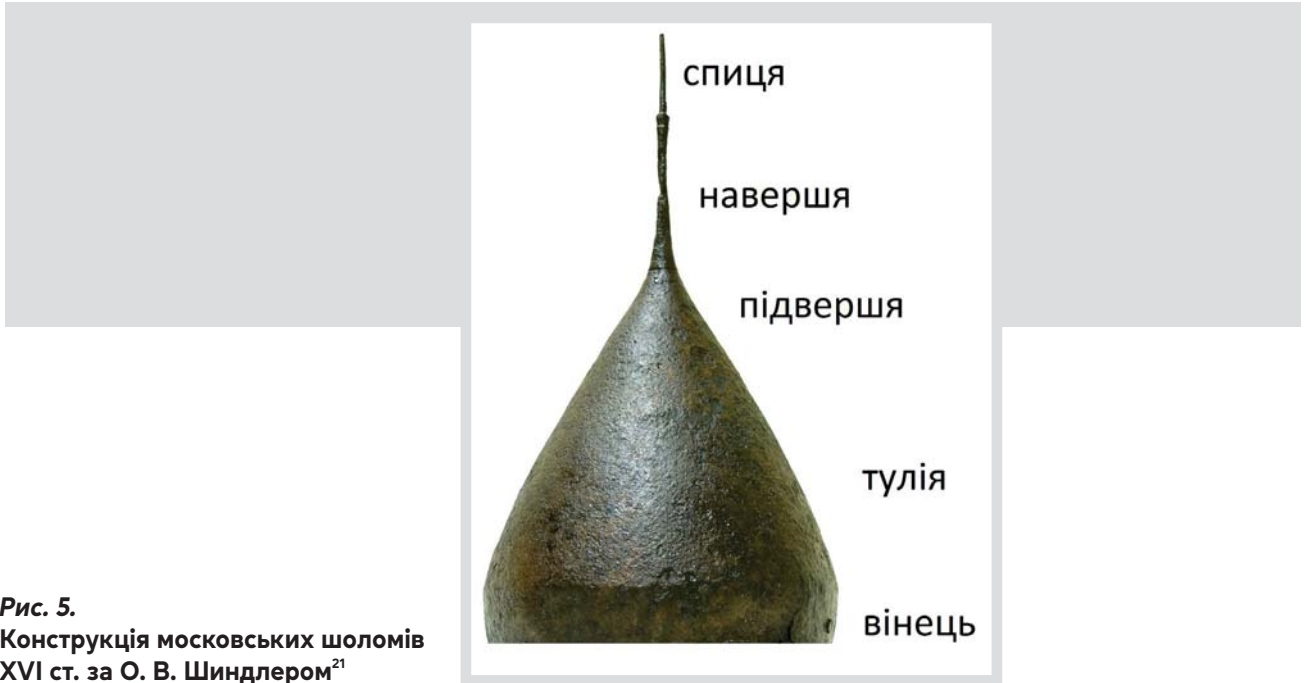 спиця
навершя
підвершя
тулія
вінець
Рис. 5.
Конструкція московських шоломів
XVI ст. за О. В. Шиндлером²¹